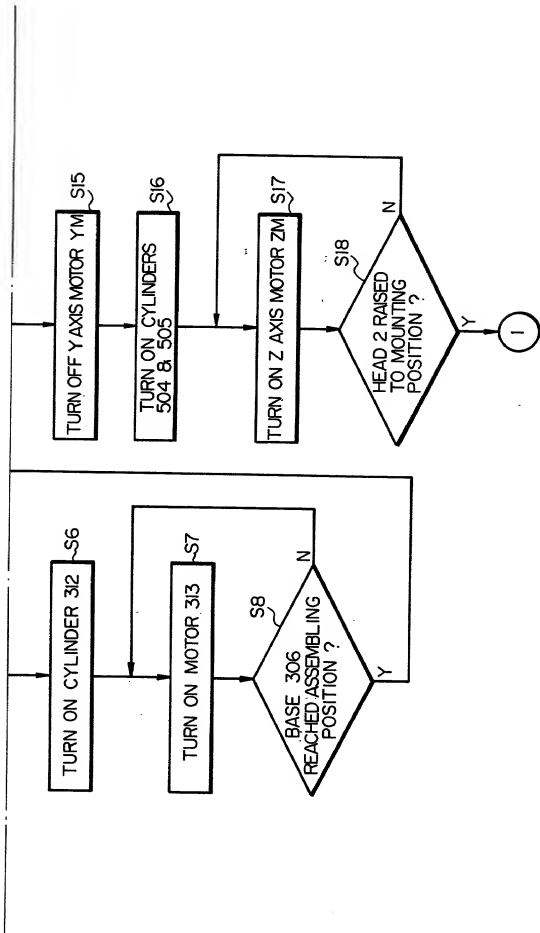 TURN ON CYLINDER 312
S6
TURN ON MOTOR 313
S7
S8
BASE 306
REACHED ASSEMBLING
POSITION ?
N
Y
TURN OFF Y AXIS MOTOR YM
S15
TURN ON CYLINDERS
504 & 505
S16
TURN ON Z AXIS MOTOR ZM
S17
S18
HEAD 2 RAISED
TO MOUNTING
POSITION ?
N
Y
1